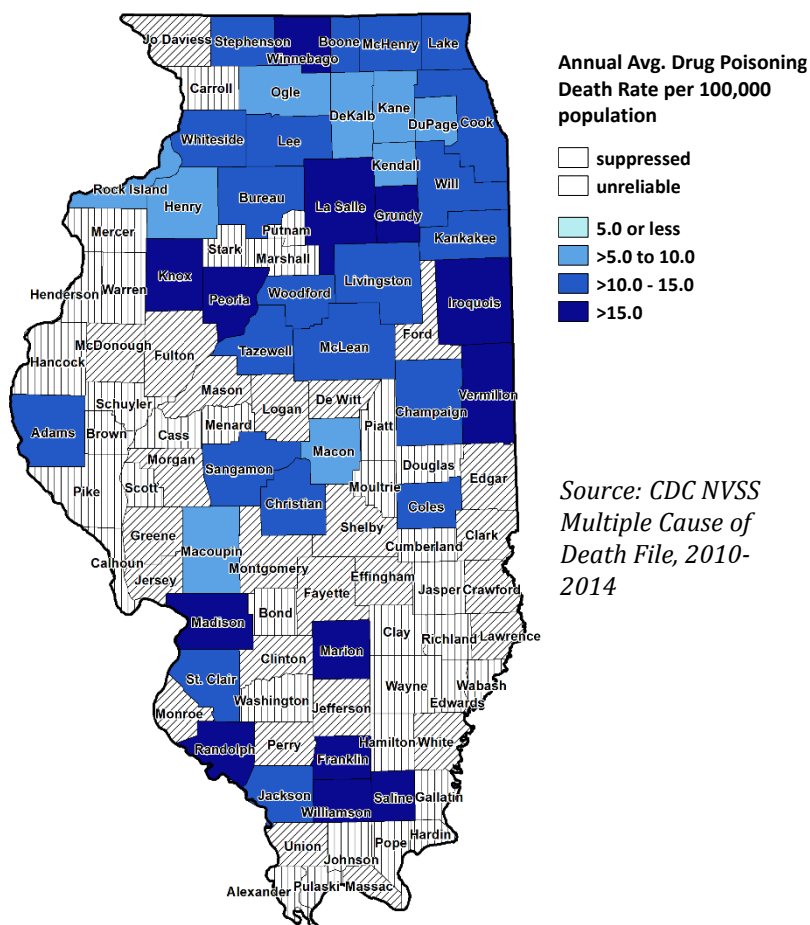 Jo Daviess
Stephenson
Winnebago
Boone
McHenry
Lake
Carroll
Ogle
DeKalb
Kane
DuPage
Cook
Whiteside
Lee
Kendall
Will
Rock Island
Henry
Bureau
La Salle
Grundy
Kankakee
Mercer
Putnam
Stark
Marshall
Knox
Peoria
Woodford
Livingston
Iroquois
Henderson
Warren
Ford
McDonough
Fulton
Tazewell
McLean
Hancock
Mason
Logan
De Witt
Vermilion
Schuyler
Menard
Piatt
Champaign
Adams
Brown
Cass
Macon
Morgan
Sangamon
Douglas
Edgar
Pike
Scott
Christian
Moultrie
Coles
Greene
Shelby
Clark
Macoupin
Cumberland
Calhoun
Jersey
Montgomery
Effingham
Fayette
Jasper
Crawford
Madison
Bond
Clay
Richland
Lawrence
Marion
Clinton
St. Clair
Wayne
Wabash
Edwards
Washington
Monroe
Jefferson
Randolph
Perry
Hamilton
White
Franklin
Jackson
Williamson
Saline
Gallatin
Hardin
Union
Johnson
Pope
Alexander
Pulaski
Massac
Annual Avg. Drug Poisoning
Death Rate per 100,000
population
suppressed
unreliable
5.0 or less
>5.0 to 10.0
>10.0 - 15.0
>15.0
Source: CDC NVSS
Multiple Cause of
Death File, 2010-
2014